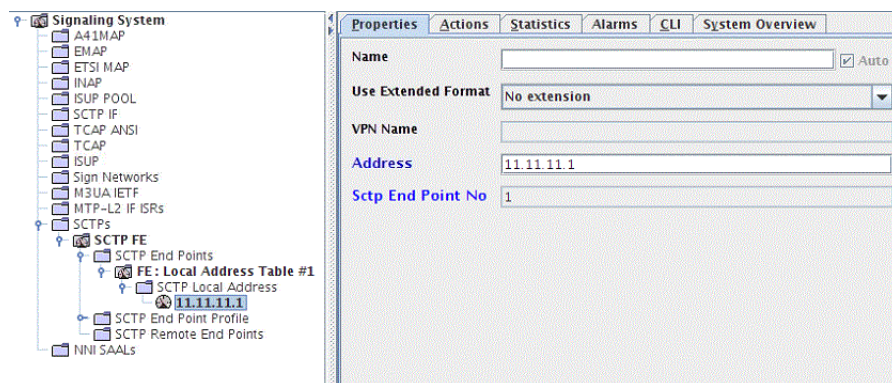 Signaling System
A41MAP
EMAP
ETSI MAP
INAP
ISUP POOL
SCTP IF
TCAP ANSI
TCAP
ISUP
Sign Networks
M3UA IETF
MTP-L2 IF ISRs
SCTPs
SCTP FE
SCTP End Points
FE : Local Address Table #1
SCTP Local Address
11.11.11.1
SCTP End Point Profile
SCTP Remote End Points
NNI SAALs
Properties Actions Statistics Alarms CLI System Overview
Name Auto
Use Extended Format No extension
VPN Name
Address 11.11.11.1
Sctp End Point No 1